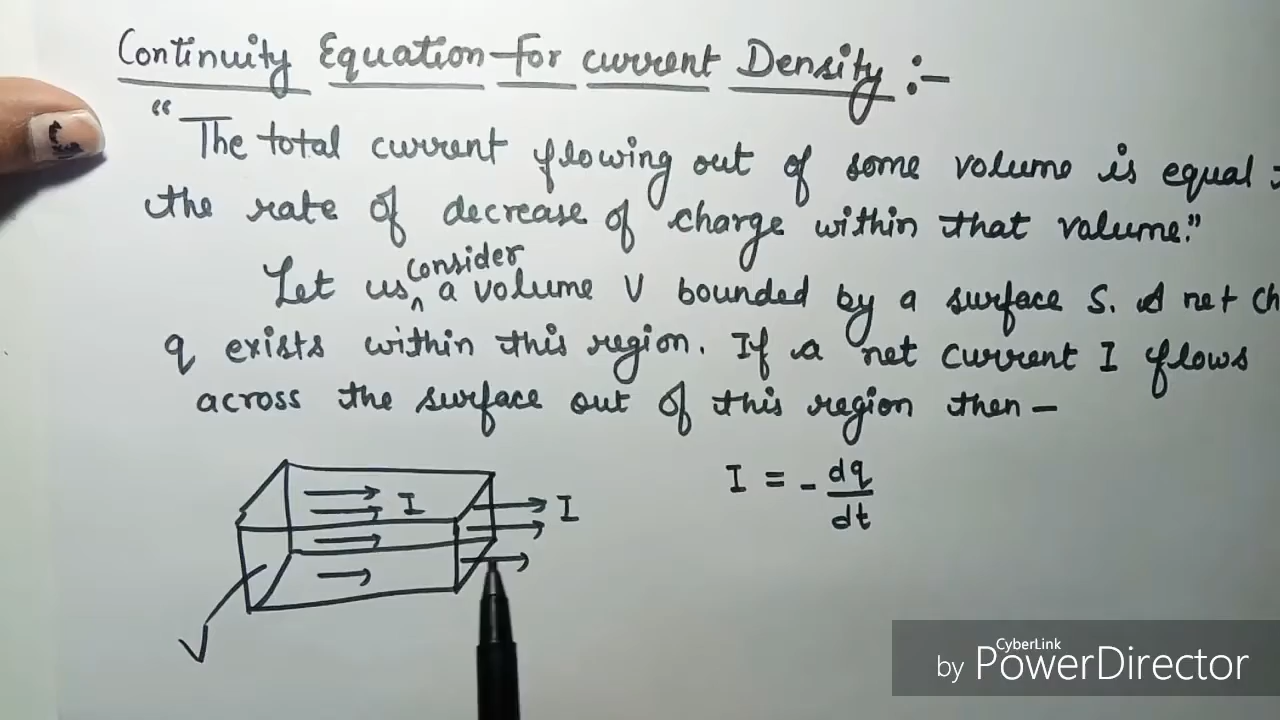 Continuity Equation for current Density :-
"The total current flowing out of some volume is equal
the rate of decrease of charge within that volume."
Let us consider a volume V bounded by a surface S. A net
q exists within this region. If a net current I flows
across the surface out of this region then -
I = - dq/dt
I
I
V
CyberLink
by PowerDirector